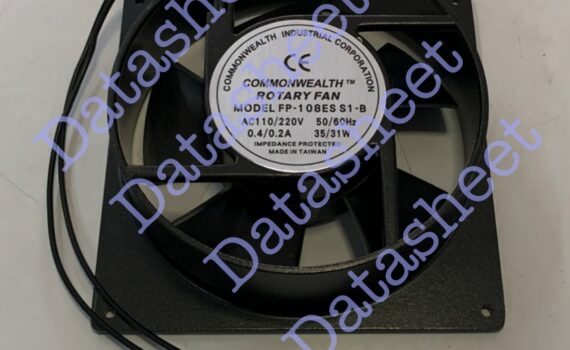 COMMONWEALTH INDUSTRIAL CORPORATION
CE
COMMONWEALTH™
ROTARY FAN
MODEL FP-108ES S1-B
AC110/220V 50/60Hz
0.4/0.2A 35/31W
IMPEDANCE PROTECTED
MADE IN TAIWAN
Datasheet
Datasheet
Datasheet
Datasheet